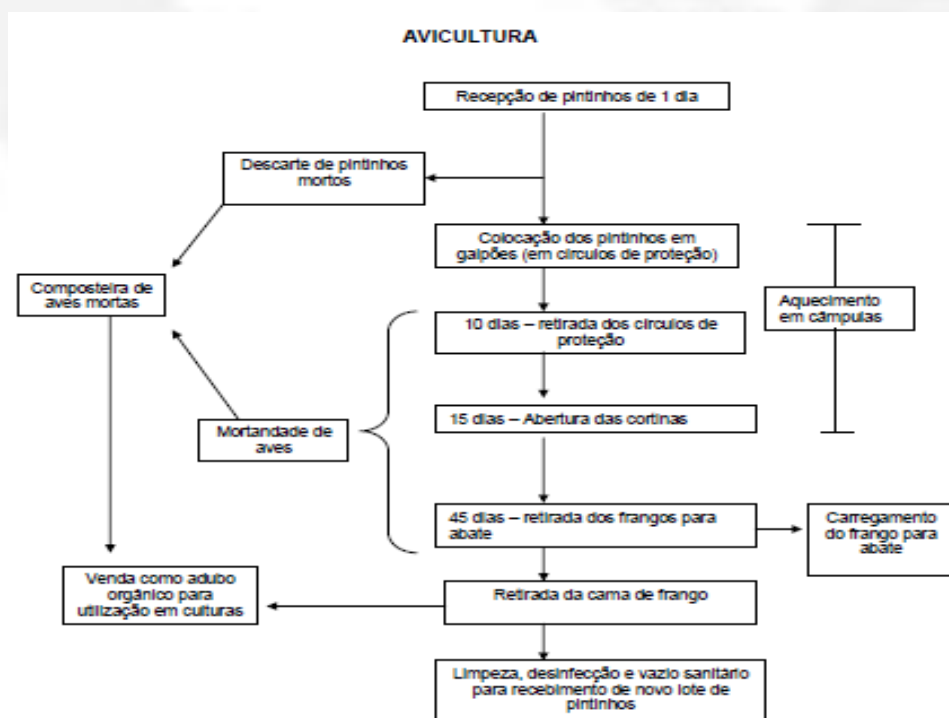 AVICULTURA
Recepção de pintinhos de 1 dia
Descarte de pintinhos
mortos
Colocação dos pintinhos em
galpões (em círculos de proteção)
Composteira de
aves mortas
Aquecimento
em câmpulas
10 dias – retirada dos círculos de
proteção
15 dias – Abertura das cortinas
Mortandade de
aves
45 dias – retirada dos frangos para
abate
Carregamento
do frango para
abate
Venda como adubo
orgânico para
utilização em culturas
Retirada da cama de frango
Limpeza, desinfecção e vazio sanitário
para recebimento de novo lote de
pintinhos